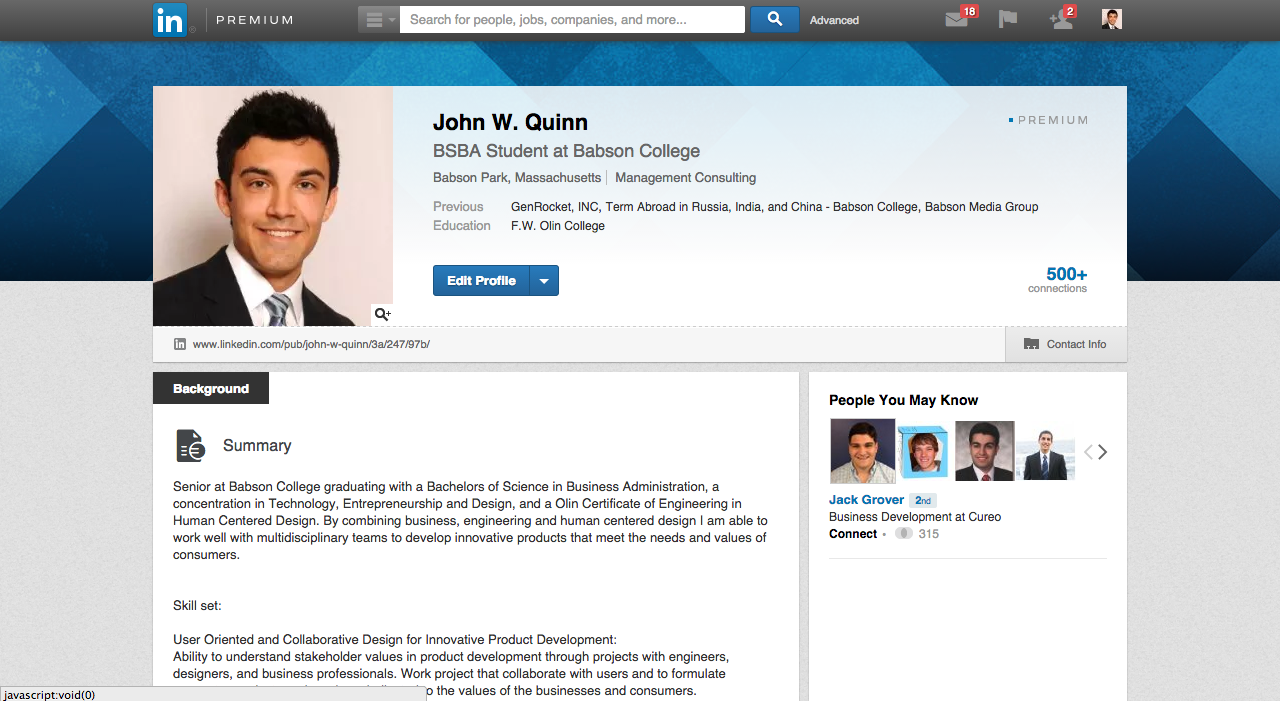 in PREMIUM
Search for people, jobs, companies, and more...
Advanced
18
2
John W. Quinn
PREMIUM
BSBA Student at Babson College
Babson Park, Massachusetts Management Consulting
Previous GenRocket, INC, Term Abroad in Russia, India, and China - Babson College, Babson Media Group
Education F.W. Olin College
Edit Profile
500+
connections
in www.linkedin.com/pub/john-w-quinn/3a/247/97b/
Contact Info
Background
Summary
Senior at Babson College graduating with a Bachelors of Science in Business Administration, a
concentration in Technology, Entrepreneurship and Design, and a Olin Certificate of Engineering in
Human Centered Design. By combining business, engineering and human centered design I am able to
work well with multidisciplinary teams to develop innovative products that meet the needs and values of
consumers.
Skill set:
User Oriented and Collaborative Design for Innovative Product Development:
Ability to understand stakeholder values in product development through projects with engineers,
designers, and business professionals. Work project that collaborate with users and to formulate
the values of the businesses and consumers.
People You May Know
Jack Grover 2nd
Business Development at Cureo
Connect • 315
javascript:void(0)